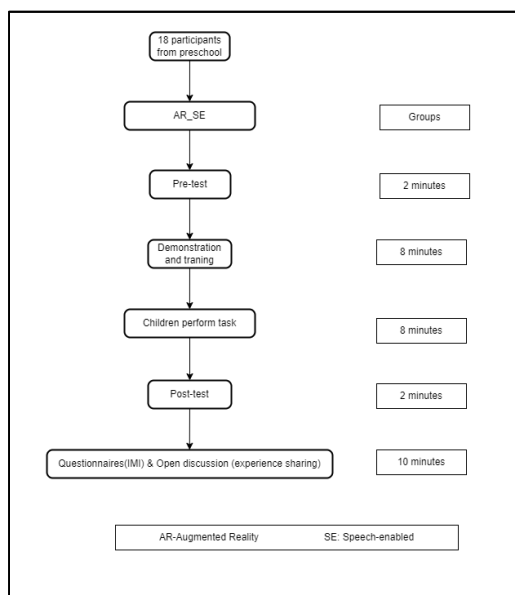 18 participants
from preschool
AR_SE
Groups
Pre-test
2 minutes
Demonstration
and traning
8 minutes
Children perform task
8 minutes
Post-test
2 minutes
Questionnaires(IMI) & Open discussion (experience sharing)
10 minutes
AR-Augmented Reality SE: Speech-enabled